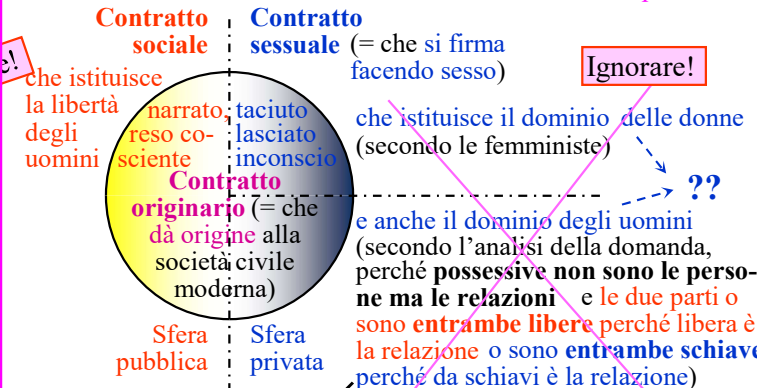 Contratto
sociale
Contratto
sessuale (= che si firma
facendo sesso)
e!
Ignorare!
che istituisce
la libertà
degli
uomini
narrato,
reso co-
sciente
taciuto
lasciato
inconscio
che istituisce il dominio delle donne
(secondo le femministe)
??
Contratto
originario (= che
dà origine alla
società civile
moderna)
e anche il dominio degli uomini
(secondo l’analisi della domanda,
perché possessive non sono le perso-
ne ma le relazioni e le due parti o
sono entrambe libere perché libera è
la relazione o sono entrambe schiave
perché da schiavi è la relazione)
Sfera
pubblica
Sfera
privata